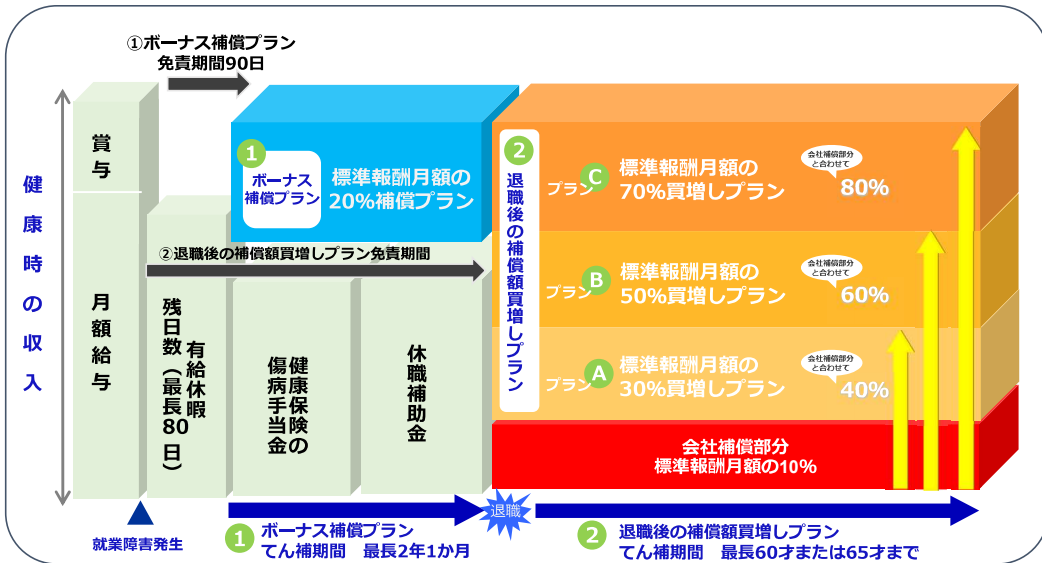 ①ボーナス補償プラン
免責期間90日
健康時の収入
賞与
月額給与
有給休暇
残日数(最長80日)
1
ボーナス
補償プラン
標準報酬月額の
20%補償プラン
②退職後の補償額買増しプラン免責期間
健康保険の
傷病手当金
休職補助金
2
退職後の補償額買増しプラン
プランC
標準報酬月額の
70%買増しプラン
会社補償部分
と合わせて
80%
プランB
標準報酬月額の
50%買増しプラン
会社補償部分
と合わせて
60%
プランA
標準報酬月額の
30%買増しプラン
会社補償部分
と合わせて
40%
会社補償部分
標準報酬月額の10%
就業障害発生
1 ボーナス補償プラン
てん補期間 最長2年1か月
退職
2 退職後の補償額買増しプラン
てん補期間 最長60才または65才まで